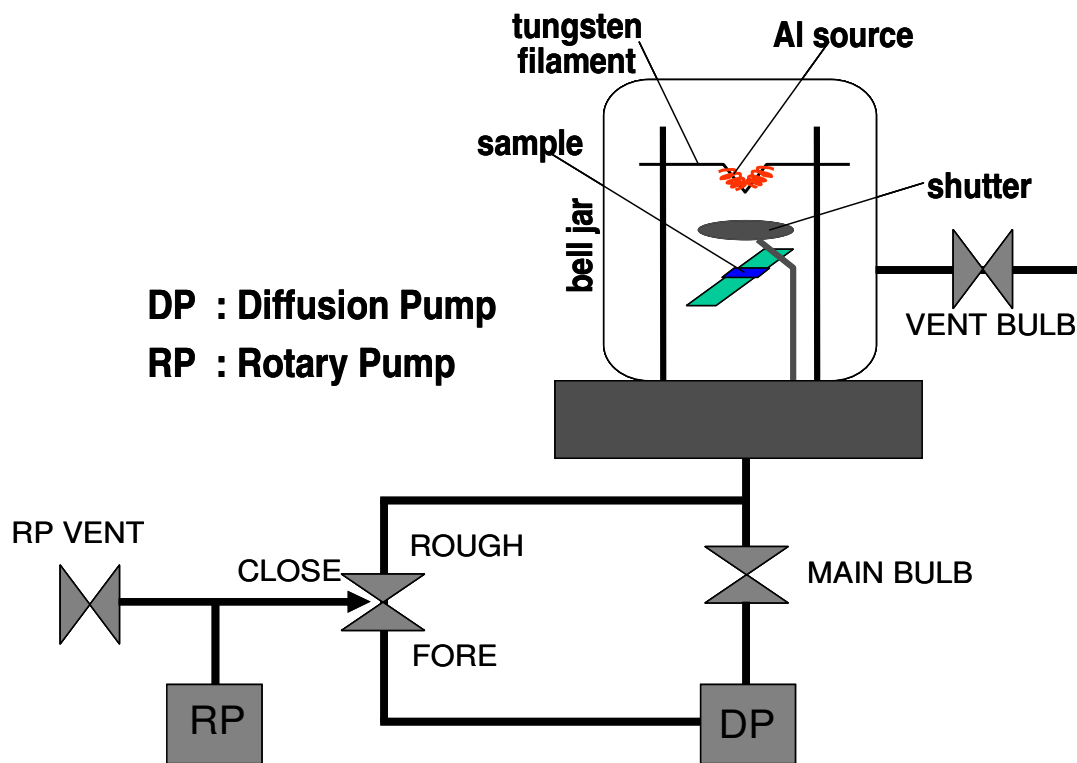 tungsten
filament
Al source
sample
shutter
bell jar
DP : Diffusion Pump
RP : Rotary Pump
VENT BULB
RP VENT
CLOSE
ROUGH
MAIN BULB
FORE
RP
DP